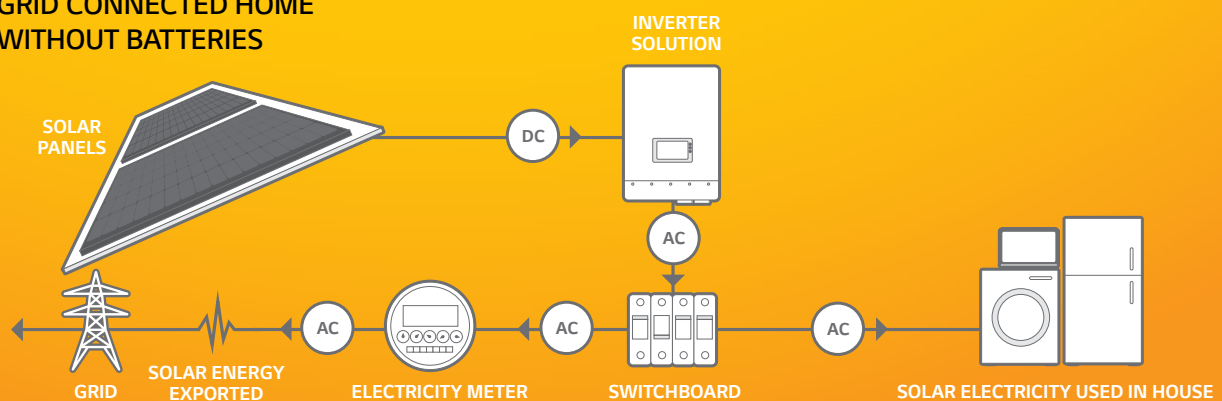 GRID CONNECTED HOME
WITHOUT BATTERIES
INVERTER
SOLUTION
SOLAR
PANELS
DC
AC
AC
AC
AC
GRID
SOLAR ENERGY
EXPORTED
ELECTRICITY METER
SWITCHBOARD
SOLAR ELECTRICITY USED IN HOUSE